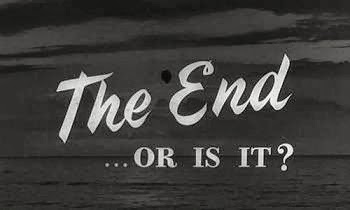 The End
...OR IS IT?